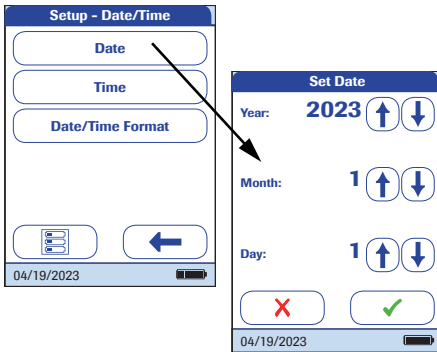 Setup - Date/Time
Date
Time
Date/Time Format
04/19/2023
Set Date
Year: 2023
Month: 1
Day: 1
04/19/2023